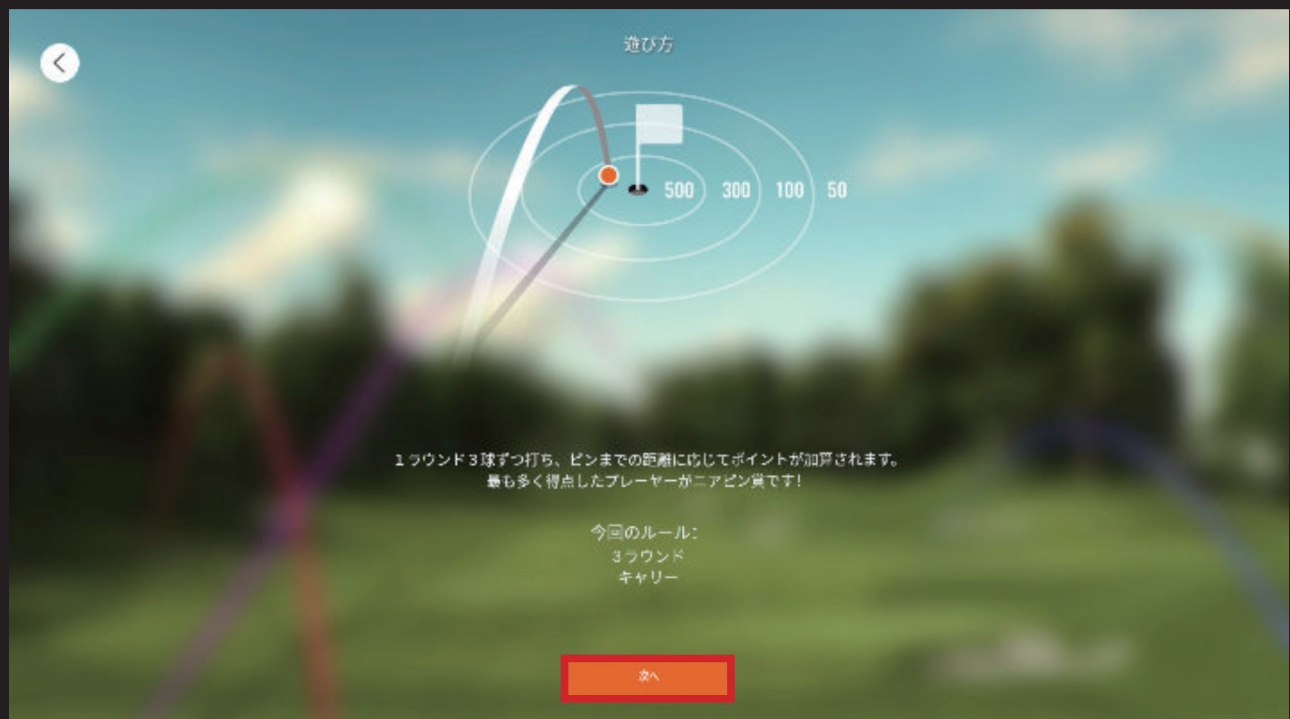 遊び方
500 300 100 50
1ラウンド3球ずつ打ち、ピンまでの距離に応じてポイントが加算されます。
最も多く得点したプレーヤーがニアピン賞です!
今回のルール:
3ラウンド
キャリー
次へ